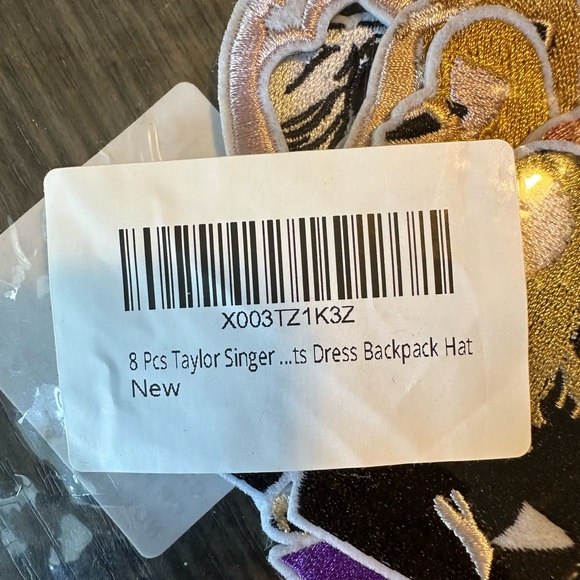 X003TZ1K3Z
8 Pcs Taylor Singer ...ts Dress Backpack Hat
New